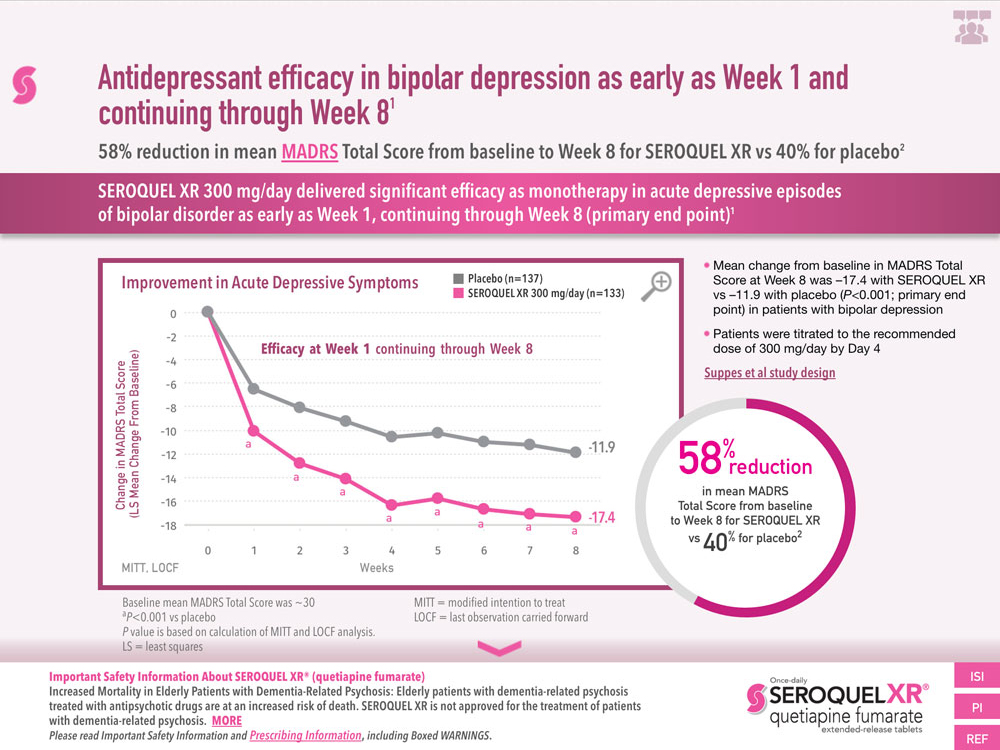 Antidepressant efficacy in bipolar depression as early as Week 1 and
continuing through Week 8¹
58% reduction in mean MADRS Total Score from baseline to Week 8 for SEROQUEL XR vs 40% for placebo²
SEROQUEL XR 300 mg/day delivered significant efficacy as monotherapy in acute depressive episodes
of bipolar disorder as early as Week 1, continuing through Week 8 (primary end point)¹
Improvement in Acute Depressive Symptoms
Placebo (n=137)
SEROQUEL XR 300 mg/day (n=133)
Efficacy at Week 1 continuing through Week 8
Change in MADRS Total Score
(LS Mean Change From Baseline)
0
-2
-4
-6
-8
-10
-12
-14
-16
-18
-11.9
-17.4
a
a
a
a
a
a
a
a
0 1 2 3 4 5 6 7 8
MITT, LOCF
Weeks
Mean change from baseline in MADRS Total
Score at Week 8 was –17.4 with SEROQUEL XR
vs –11.9 with placebo (P<0.001; primary end
point) in patients with bipolar depression
Patients were titrated to the recommended
dose of 300 mg/day by Day 4
Suppes et al study design
58% reduction
in mean MADRS
Total Score from baseline
to Week 8 for SEROQUEL XR
vs 40% for placebo²
Baseline mean MADRS Total Score was ~30
ᵃP<0.001 vs placebo
P value is based on calculation of MITT and LOCF analysis.
LS = least squares
MITT = modified intention to treat
LOCF = last observation carried forward
Important Safety Information About SEROQUEL XR® (quetiapine fumarate)
Increased Mortality in Elderly Patients with Dementia-Related Psychosis: Elderly patients with dementia-related psychosis
treated with antipsychotic drugs are at an increased risk of death. SEROQUEL XR is not approved for the treatment of patients
with dementia-related psychosis. MORE
Please read Important Safety Information and Prescribing Information, including Boxed WARNINGS.
Once-daily
SEROQUEL XR®
quetiapine fumarate
extended-release tablets
ISI
PI
REF